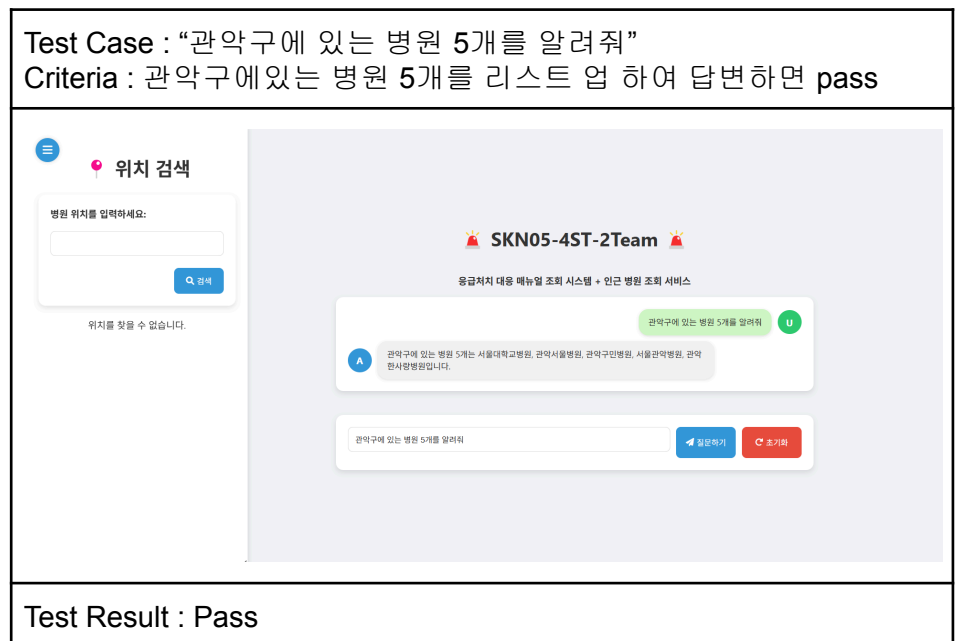 Test Case : “관악구에 있는 병원 5개를 알려줘”
Criteria : 관악구에있는 병원 5개를 리스트 업 하여 답변하면 pass
위치 검색
병원 위치를 입력하세요:
검색
위치를 찾을 수 없습니다.
SKN05-4ST-2Team
응급처치 대응 매뉴얼 조회 시스템 + 인근 병원 조회 서비스
관악구에 있는 병원 5개를 알려줘
U
A
관악구에 있는 병원 5개는 서울대학교병원, 관악서울병원, 관악구민병원, 서울관악병원, 관악
한사랑병원입니다.
관악구에 있는 병원 5개를 알려줘
질문하기
초기화
Test Result : Pass